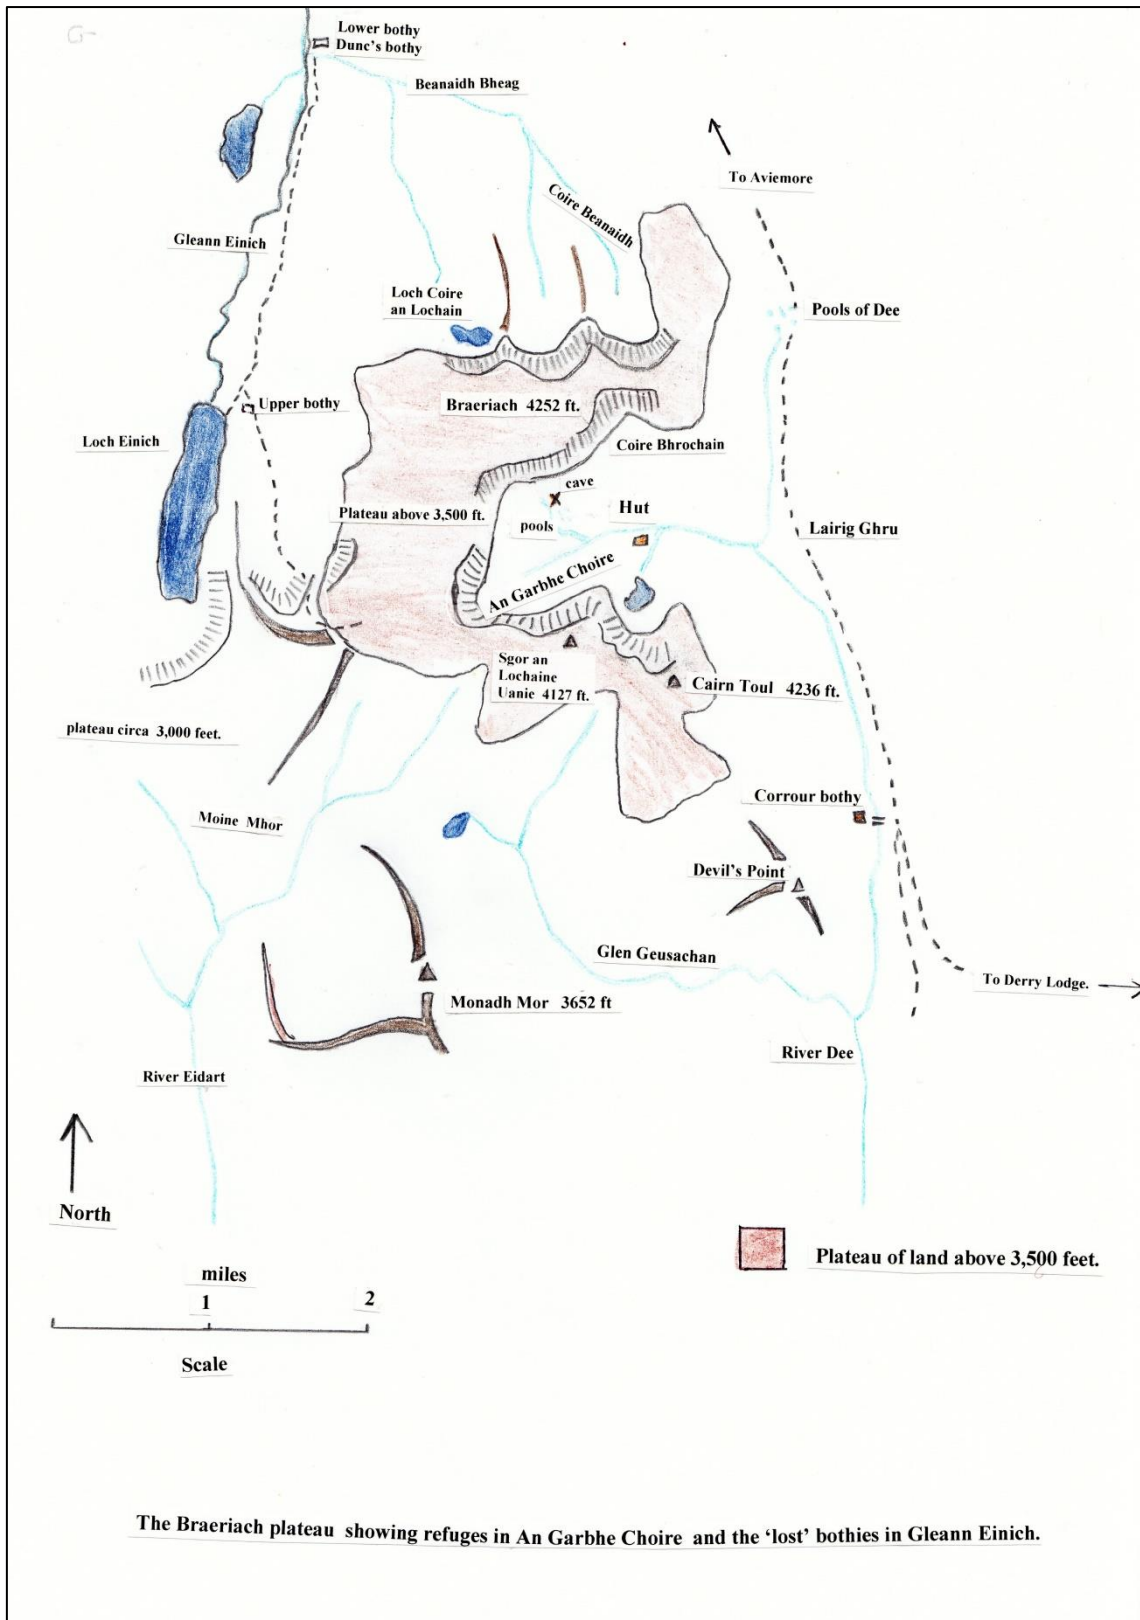 G-
Lower bothy
Dunc's bothy
Beanaidh Bheag
To Aviemore
Coire Beanaidh
Gleann Einich
Loch Coire
an Lochain
Pools of Dee
Upper bothy
Braeriach 4252 ft.
Loch Einich
Coire Bhrochain
cave
Plateau above 3,500 ft.
pools
Hut
Lairig Ghru
An Garbhe Choire
Sgor an
Lochaine
Uanie 4127 ft.
Cairn Toul 4236 ft.
plateau circa 3,000 feet.
Corrour bothy
Moine Mhor
Devil's Point
Glen Geusachan
To Derry Lodge.
Monadh Mor 3652 ft
River Dee
River Eidart
North
Plateau of land above 3,500 feet.
miles
1 2
Scale
The Braeriach plateau showing refuges in An Garbhe Choire and the 'lost' bothies in Gleann Einich.